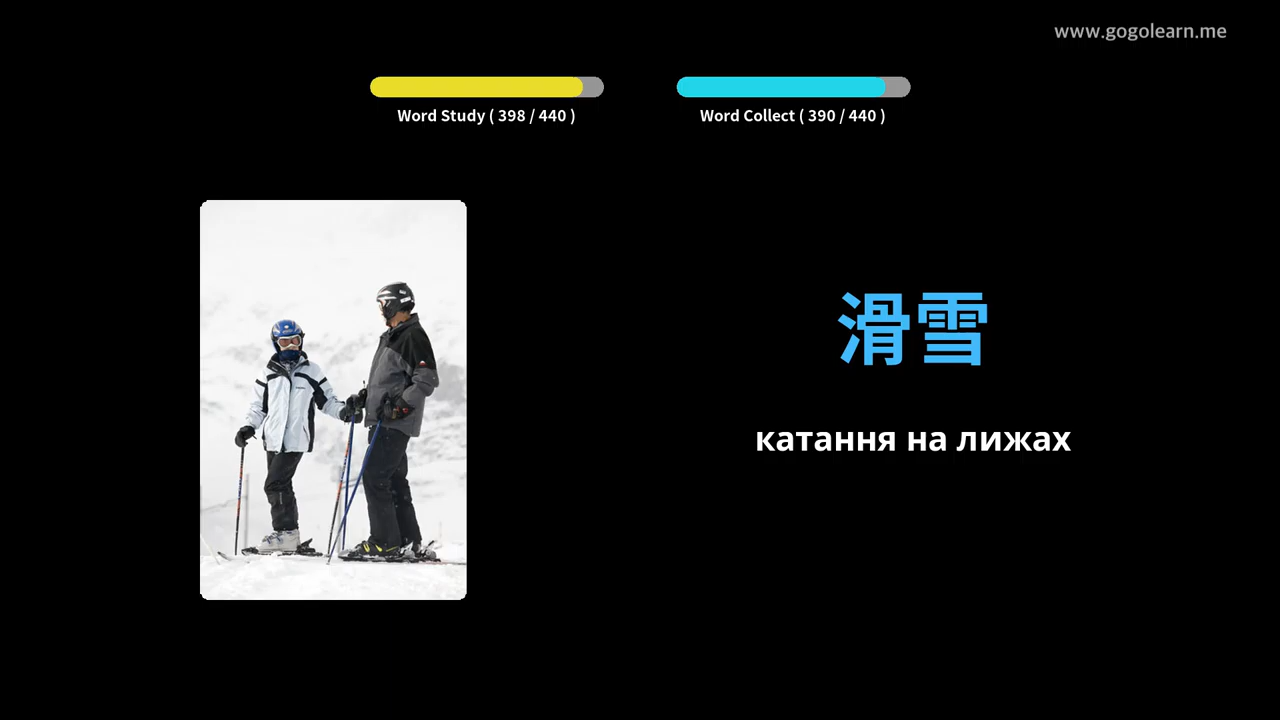 www.gogolearn.me
Word Study ( 398 / 440 )
Word Collect ( 390 / 440 )
滑雪
катання на лижах